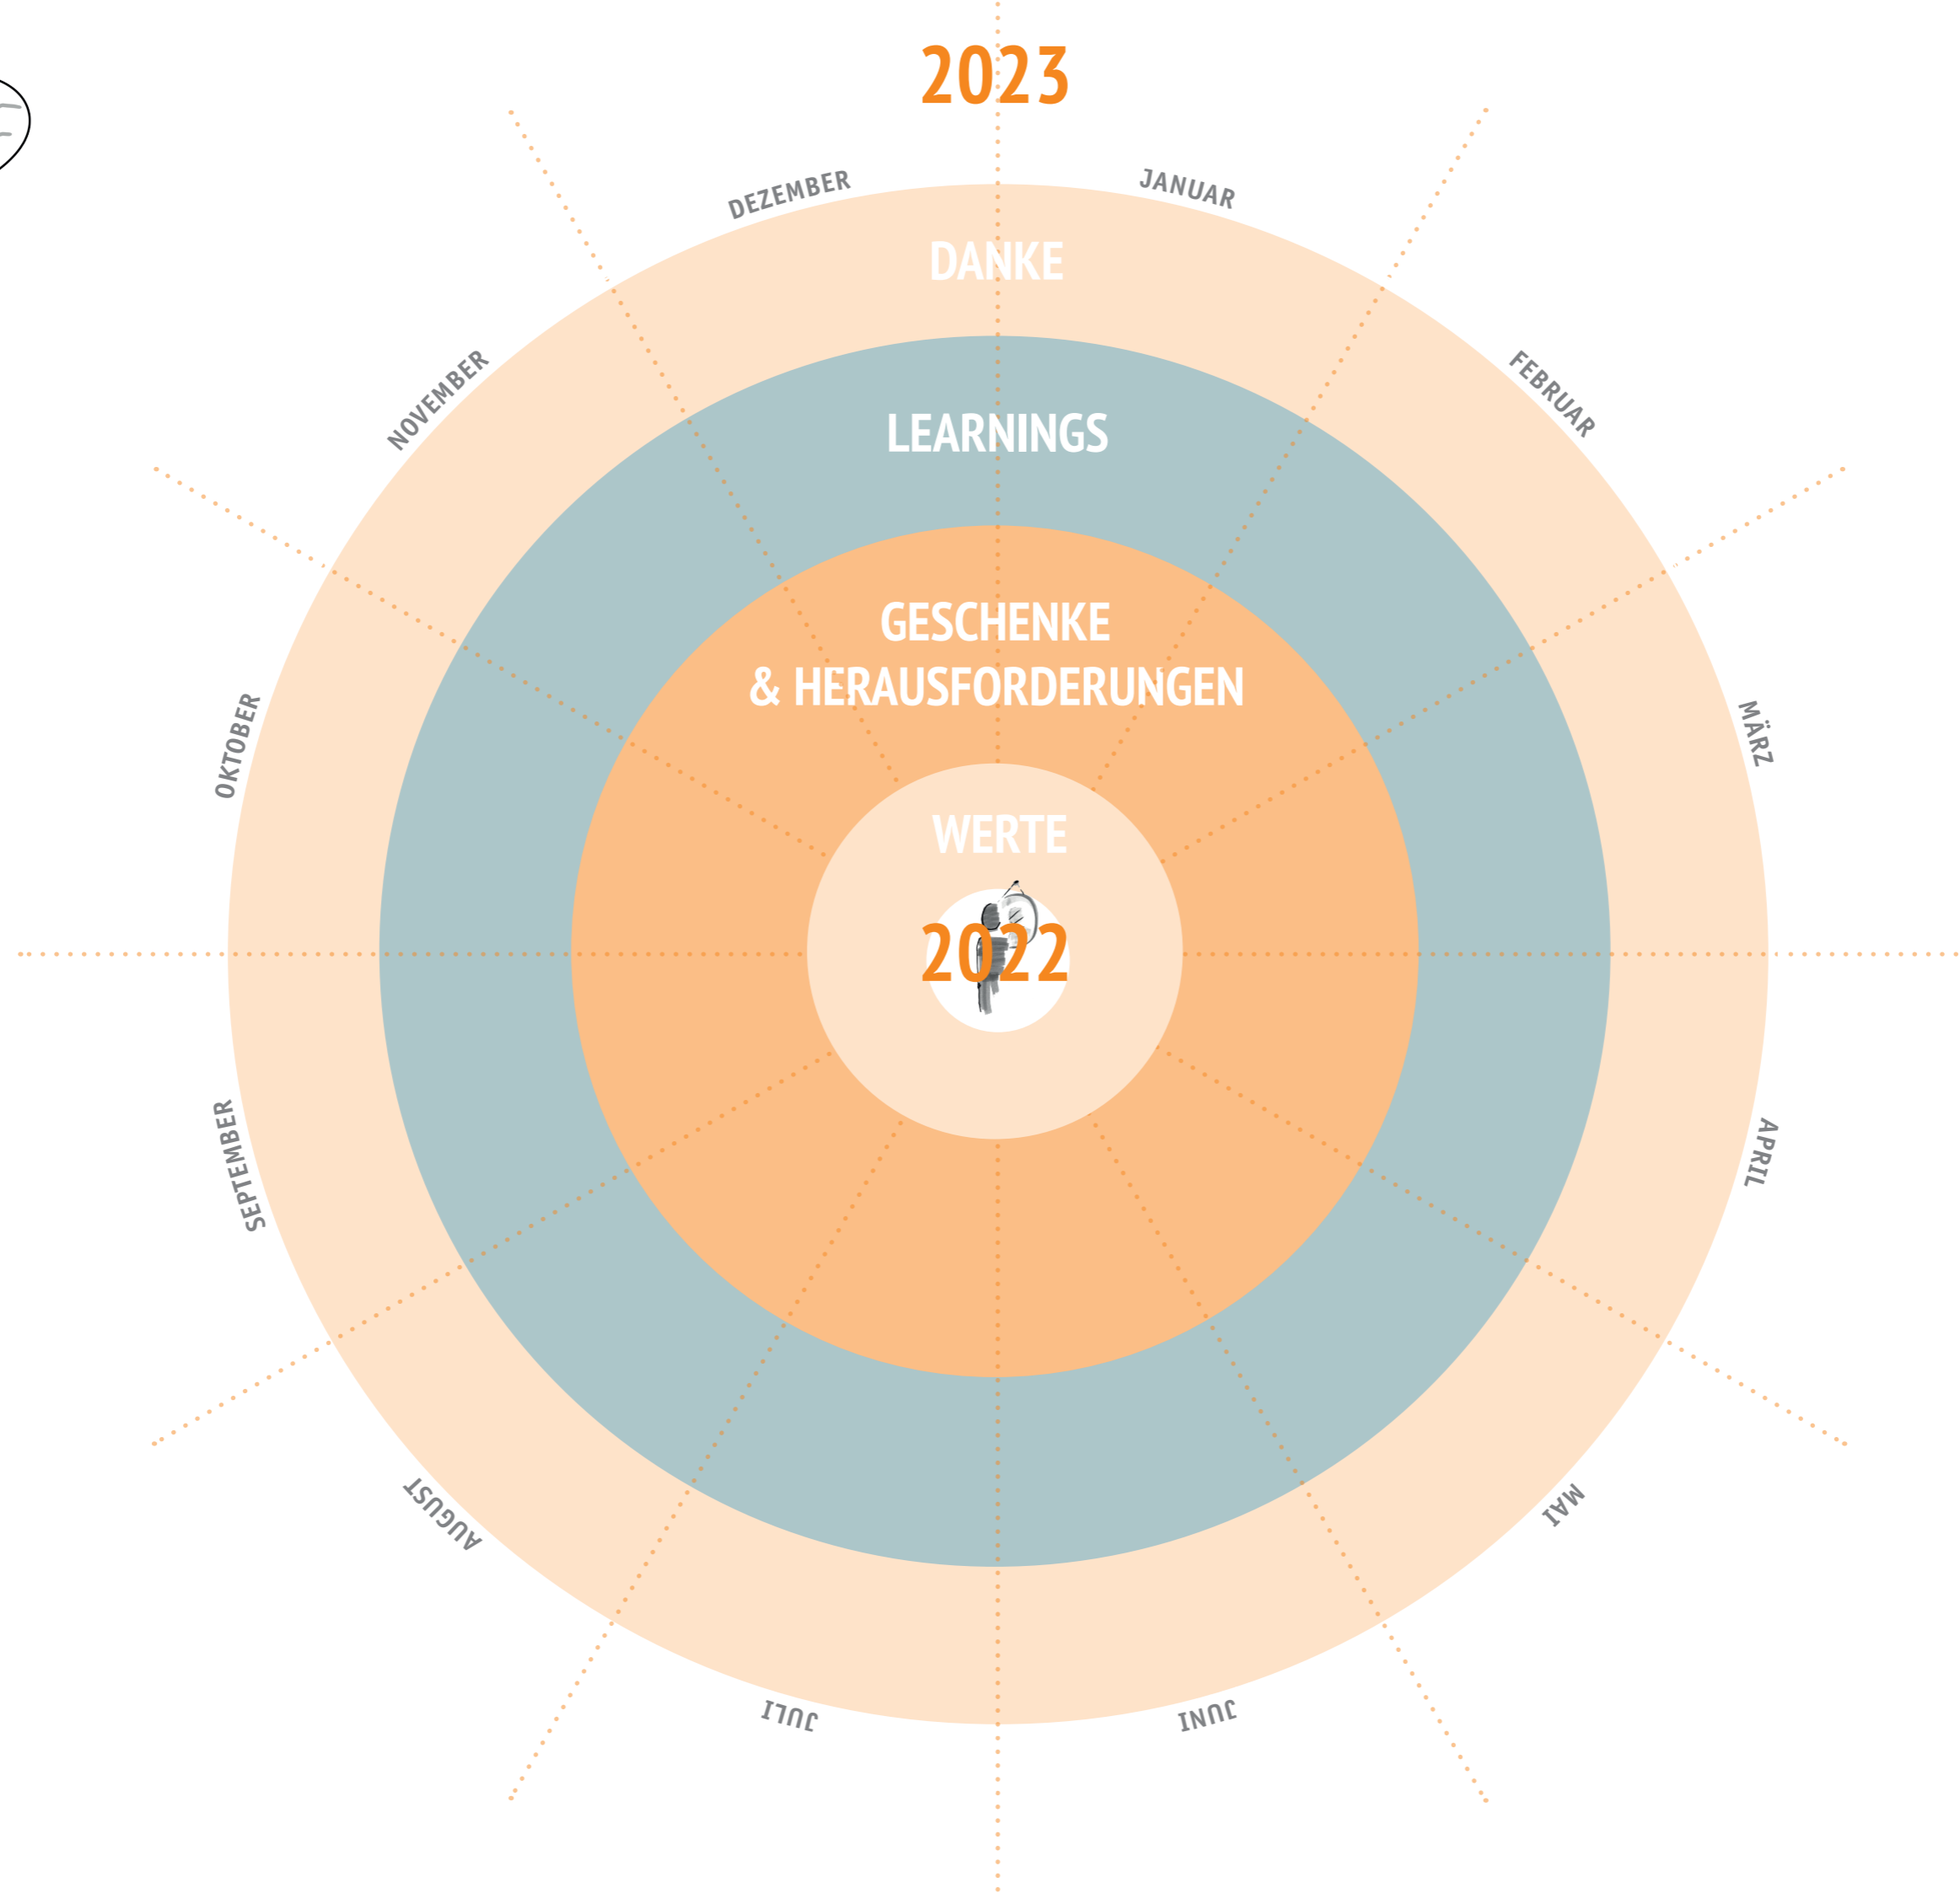 2023
DEZEMBER
JANUAR
DANKE
NOVEMBER
FEBRUAR
LEARNINGS
GESCHENKE
& HERAUSFORDERUNGEN
OKTOBER
MÄRZ
WERTE
2022
SEPTEMBER
APRIL
AUGUST
MAI
JULI
JUNI